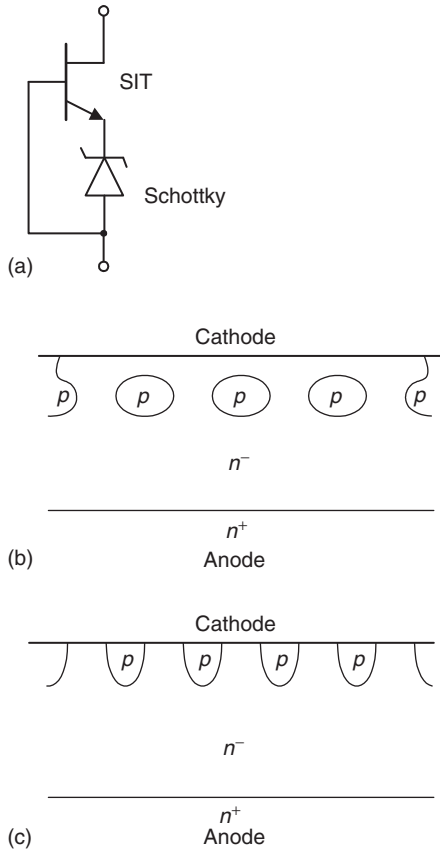 SIT
Schottky
(a)
Cathode
p p p p p
n⁻
n⁺
(b) Anode
Cathode
p p p p
n⁻
n⁺
(c) Anode